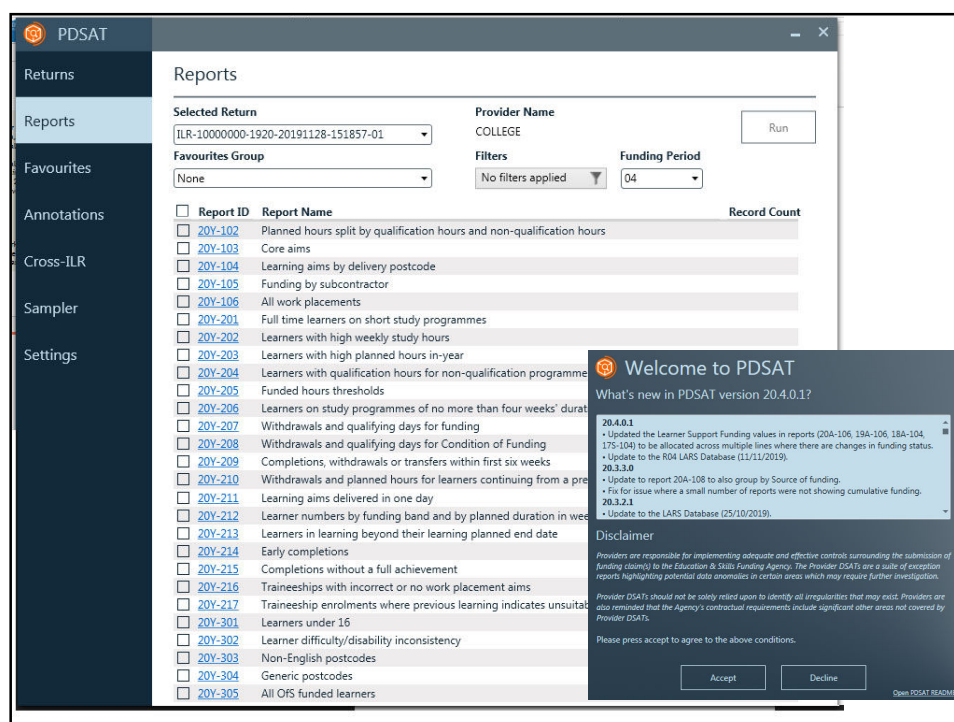 PDSAT
Returns
Reports
Favourites
Annotations
Cross-ILR
Sampler
Settings
Reports
Selected Return
ILR-10000000-1920-20191128-151857-01
Provider Name
COLLEGE
Run
Favourites Group
None
Filters
No filters applied
Funding Period
04
Report ID Report Name Record Count
20Y-102 Planned hours split by qualification hours and non-qualification hours
20Y-103 Core aims
20Y-104 Learning aims by delivery postcode
20Y-105 Funding by subcontractor
20Y-106 All work placements
20Y-201 Full time learners on short study programmes
20Y-202 Learners with high weekly study hours
20Y-203 Learners with high planned hours in-year
20Y-204 Learners with qualification hours for non-qualification programme
20Y-205 Funded hours thresholds
20Y-206 Learners on study programmes of no more than four weeks' durat
20Y-207 Withdrawals and qualifying days for funding
20Y-208 Withdrawals and qualifying days for Condition of Funding
20Y-209 Completions, withdrawals or transfers within first six weeks
20Y-210 Withdrawals and planned hours for learners continuing from a pre
20Y-211 Learning aims delivered in one day
20Y-212 Learner numbers by funding band and by planned duration in wee
20Y-213 Learners in learning beyond their learning planned end date
20Y-214 Early completions
20Y-215 Completions without a full achievement
20Y-216 Traineeships with incorrect or no work placement aims
20Y-217 Traineeship enrolments where previous learning indicates unsuitab
20Y-301 Learners under 16
20Y-302 Learner difficulty/disability inconsistency
20Y-303 Non-English postcodes
20Y-304 Generic postcodes
20Y-305 All OfS funded learners
Welcome to PDSAT
What's new in PDSAT version 20.4.0.1?
20.4.0.1
• Updated the Learner Support Funding values in reports (20A-106, 19A-106, 18A-104,
17S-104) to be allocated across multiple lines where there are changes in funding status.
• Update to the R04 LARS Database (11/11/2019).
20.3.3.0
• Update to report 20A-108 to also group by Source of funding.
• Fix for issue where a small number of reports were not showing cumulative funding.
20.3.2.1
• Update to the LARS Database (25/10/2019).
Disclaimer
Providers are responsible for implementing adequate and effective controls surrounding the submission of
funding claim(s) to the Education & Skills Funding Agency. The Provider DSATs are a suite of exception
reports highlighting potential data anomalies in certain areas which may require further investigation.
Provider DSATs should not be solely relied upon to identify all irregularities that may exist. Providers are
also reminded that the Agency's contractual requirements include significant other areas not covered by
Provider DSATs.
Please press accept to agree to the above conditions.
Accept
Decline
Open PDSAT README